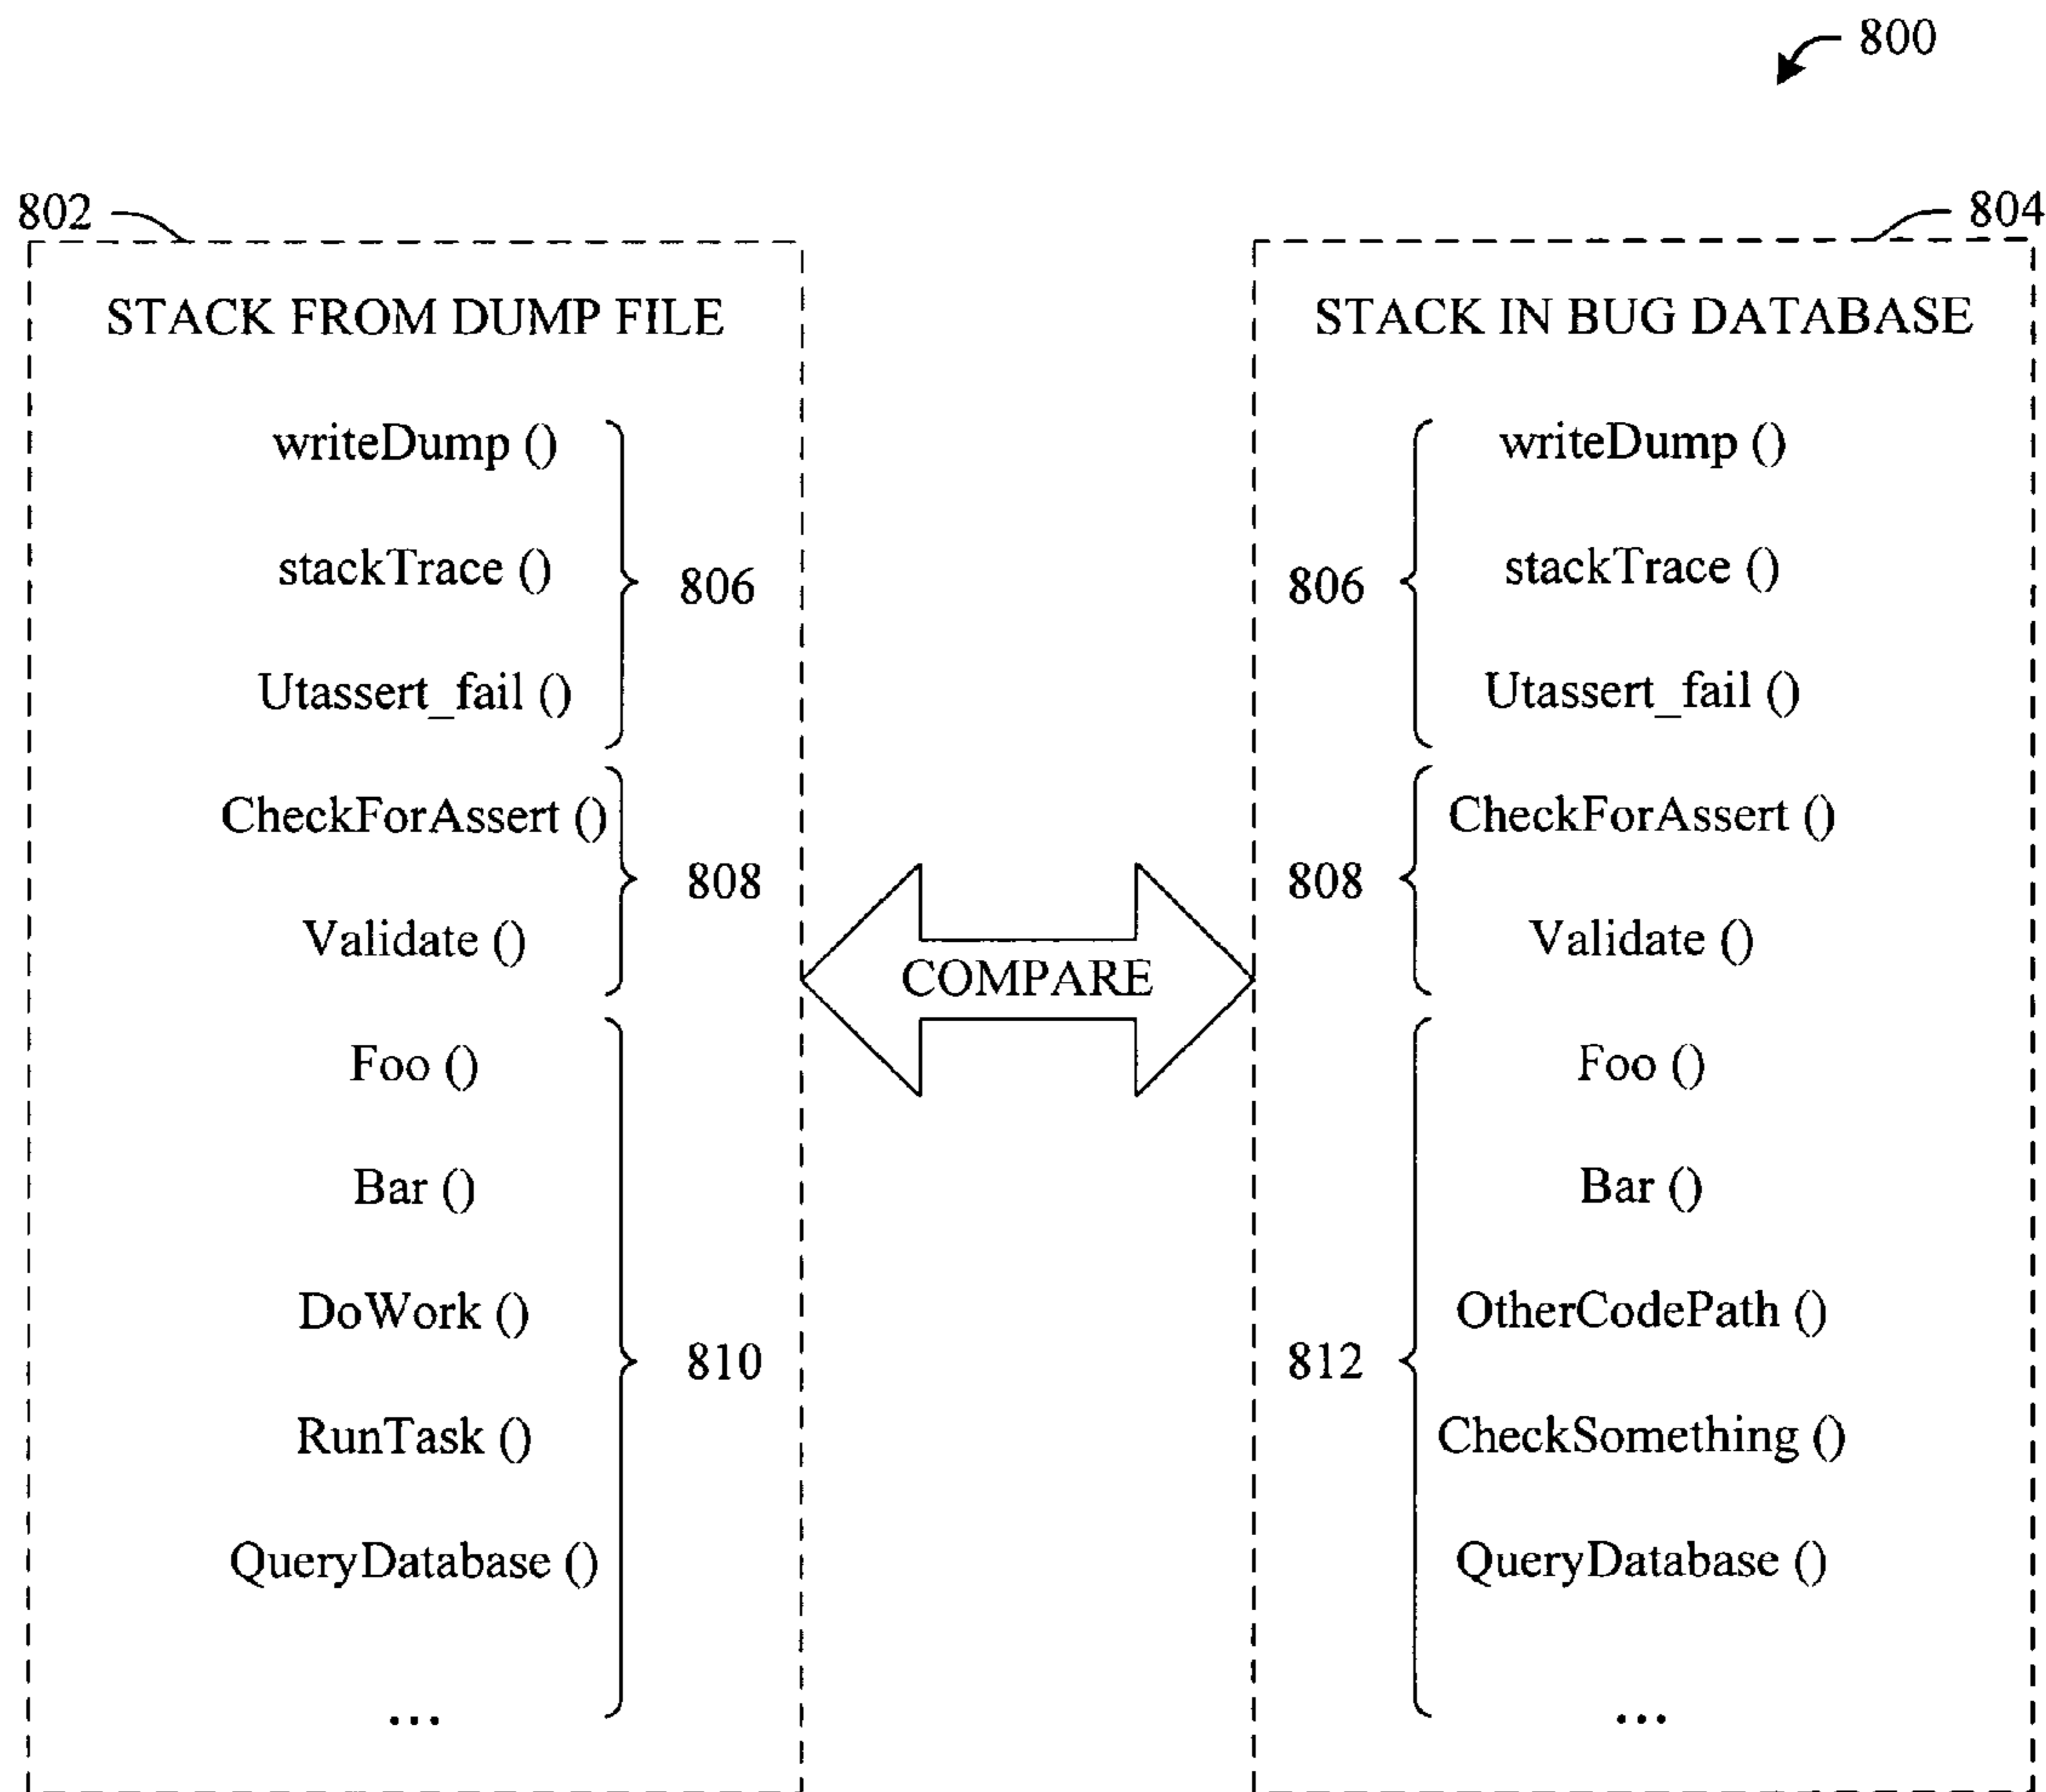 800
802
804
STACK FROM DUMP FILE
writeDump ()
stackTrace ()
806
Utassert_fail ()
CheckForAssert ()
808
Validate ()
Foo ()
Bar ()
DoWork ()
810
RunTask ()
QueryDatabase ()
...
COMPARE
STACK IN BUG DATABASE
writeDump ()
stackTrace ()
806
Utassert_fail ()
CheckForAssert ()
808
Validate ()
Foo ()
Bar ()
OtherCodePath ()
812
CheckSomething ()
QueryDatabase ()
...